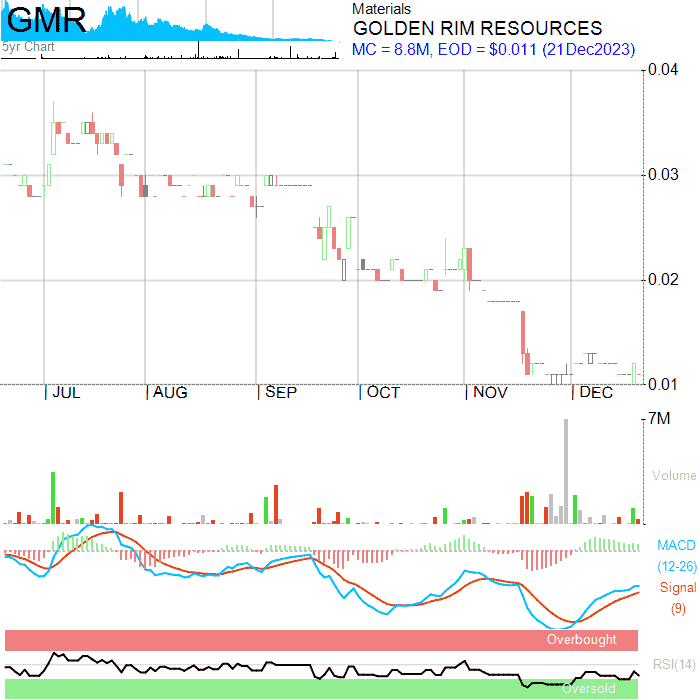 GMR
5yr Chart
Materials
GOLDEN RIM RESOURCES
MC = 8.8M, EOD = $0.011 (21Dec2023)
0.04
0.03
0.02
0.01
JUL
AUG
SEP
OCT
NOV
DEC
7M
Volume
MACD
(12-26)
Signal
(9)
Overbought
RSI(14)
Oversold